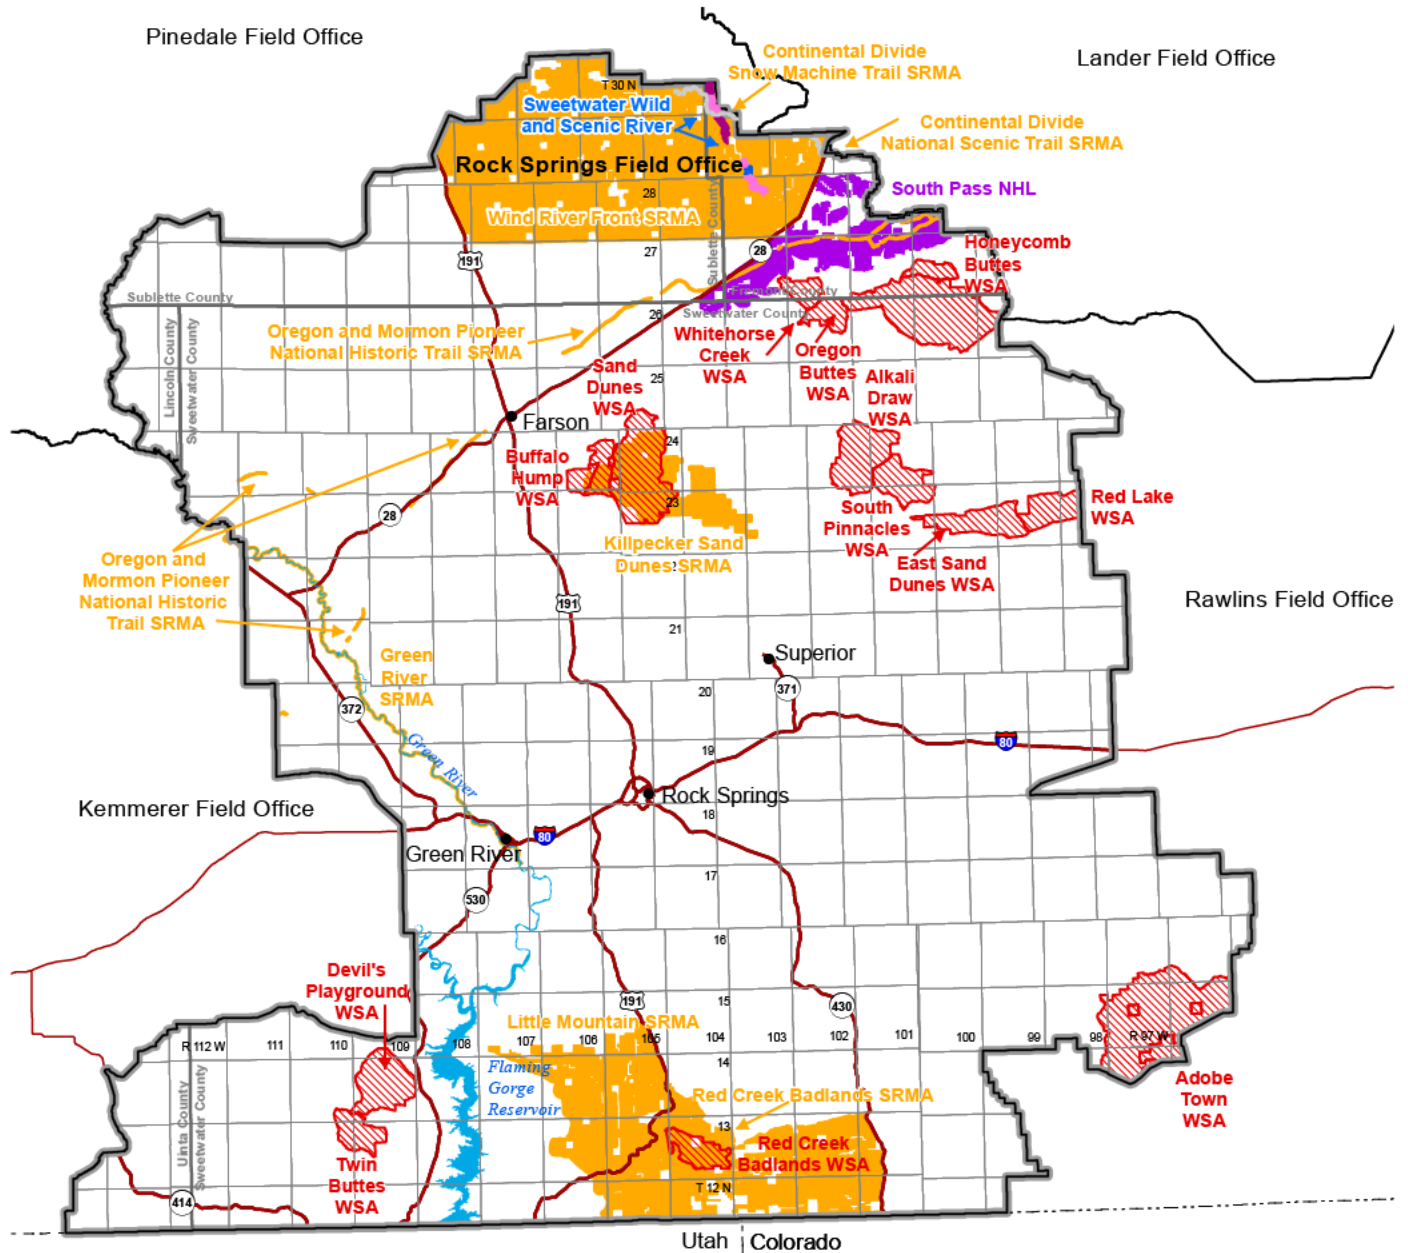 Pinedale Field Office
Lander Field Office
Continental Divide
Snow Machine Trail SRMA
T 30 N
Sweetwater Wild
and Scenic River
Continental Divide
National Scenic Trail SRMA
Rock Springs Field Office
28
South Pass NHL
Wind River Front SRMA
Sublette County
27
28
191
Honeycomb
Buttes
WSA
Sublette County
Fremont County
Sweetwater County
26
Lincoln County
Sweetwater County
Oregon and Mormon Pioneer
National Historic Trail SRMA
Whitehorse
Creek
WSA
Oregon
Buttes
WSA
Sand
Dunes
WSA
25
Alkali
Draw
WSA
Farson
24
Buffalo
Hump
WSA
23
28
South
Pinnacles
WSA
Red Lake
WSA
Killpecker Sand
Dunes SRMA
East Sand
Dunes WSA
Oregon and
Mormon Pioneer
National Historic
Trail SRMA
191
Rawlins Field Office
21
Green
River
SRMA
Superior
371
20
372
Green River
19
80
Rock Springs
Kemmerer Field Office
18
80
Green River
17
530
16
Devil's
Playground
WSA
191
15
430
Little Mountain SRMA
R 112 W
111
110
109
108
107
106
105
104
103
102
101
100
99
98
R 97 W
14
Flaming
Gorge
Reservoir
Uinta County
Sweetwater County
Red Creek Badlands SRMA
Adobe
Town
WSA
13
Red Creek
Badlands WSA
Twin
Buttes
WSA
T 12 N
414
Utah
Colorado